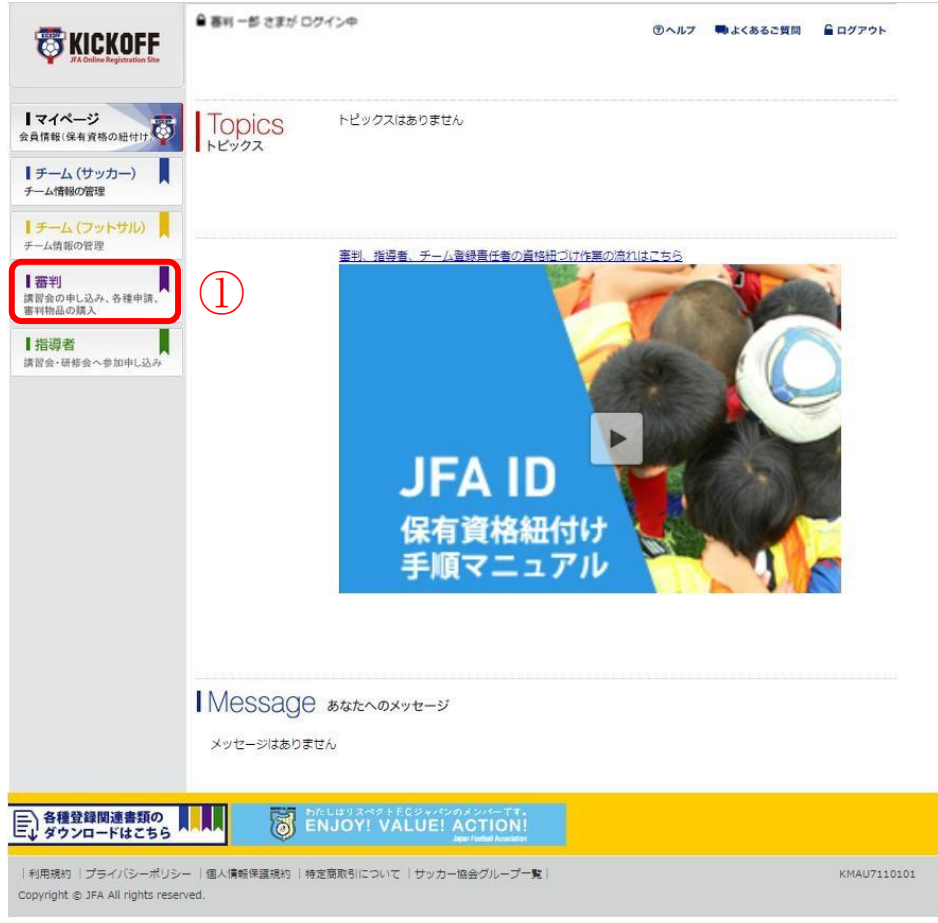 KICKOFF
JFA Online Registration Site
審判 一郎 さまが ログイン中
?ヘルプ
よくあるご質問
ログアウト
マイページ
会員情報(保有資格の紐付け)
チーム(サッカー)
チーム情報の管理
チーム(フットサル)
チーム情報の管理
審判
講習会の申し込み、各種申請、
審判物品の購入
①
指導者
講習会・研修会へ参加申し込み
Topics
トピックス
トピックスはありません
審判、指導者、チーム登録責任者の資格紐づけ作業の流れはこちら
JFA ID
保有資格紐付け
手順マニュアル
Message あなたへのメッセージ
メッセージはありません
各種登録関連書類の
ダウンロードはこちら
わたしはリスペクトFCジャパンのメンバーです。
ENJOY! VALUE! ACTION!
Japan Football Association
|利用規約 |プライバシーポリシー |個人情報保護規約 |特定商取引について |サッカー協会グループ一覧|
KMAU7110101
Copyright © JFA All rights reserved.